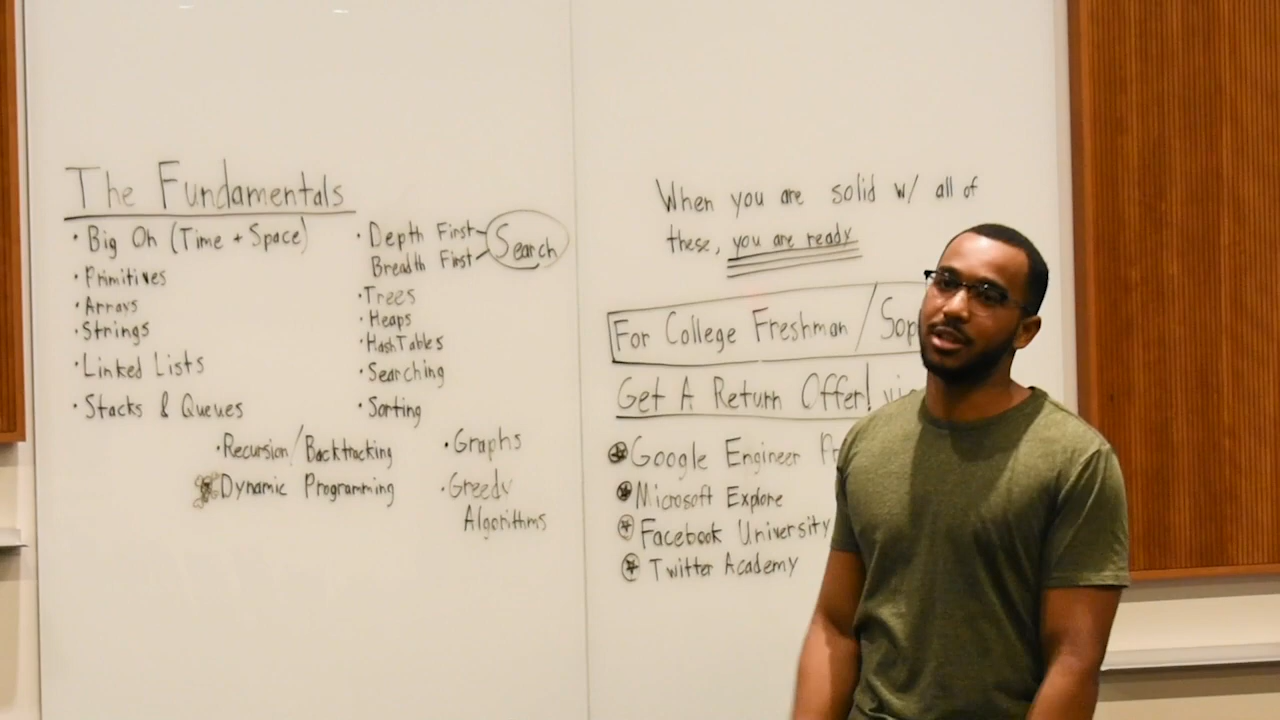 The Fundamentals
· Big Oh (Time + Space)
· Primitives
· Arrays
· Strings
· Linked Lists
· Stacks & Queues
· Depth First
Breadth First
Search
· Trees
· Heaps
· HashTables
· Searching
· Sorting
· Recursion/Backtracking
Dynamic Programming
· Graphs
· Greedy
Algorithms
When you are solid w/ all of
these, you are ready
For College Freshman / Sop
Get A Return Offer!
Google Engineer
Microsoft Explore
Facebook University
Twitter Academy